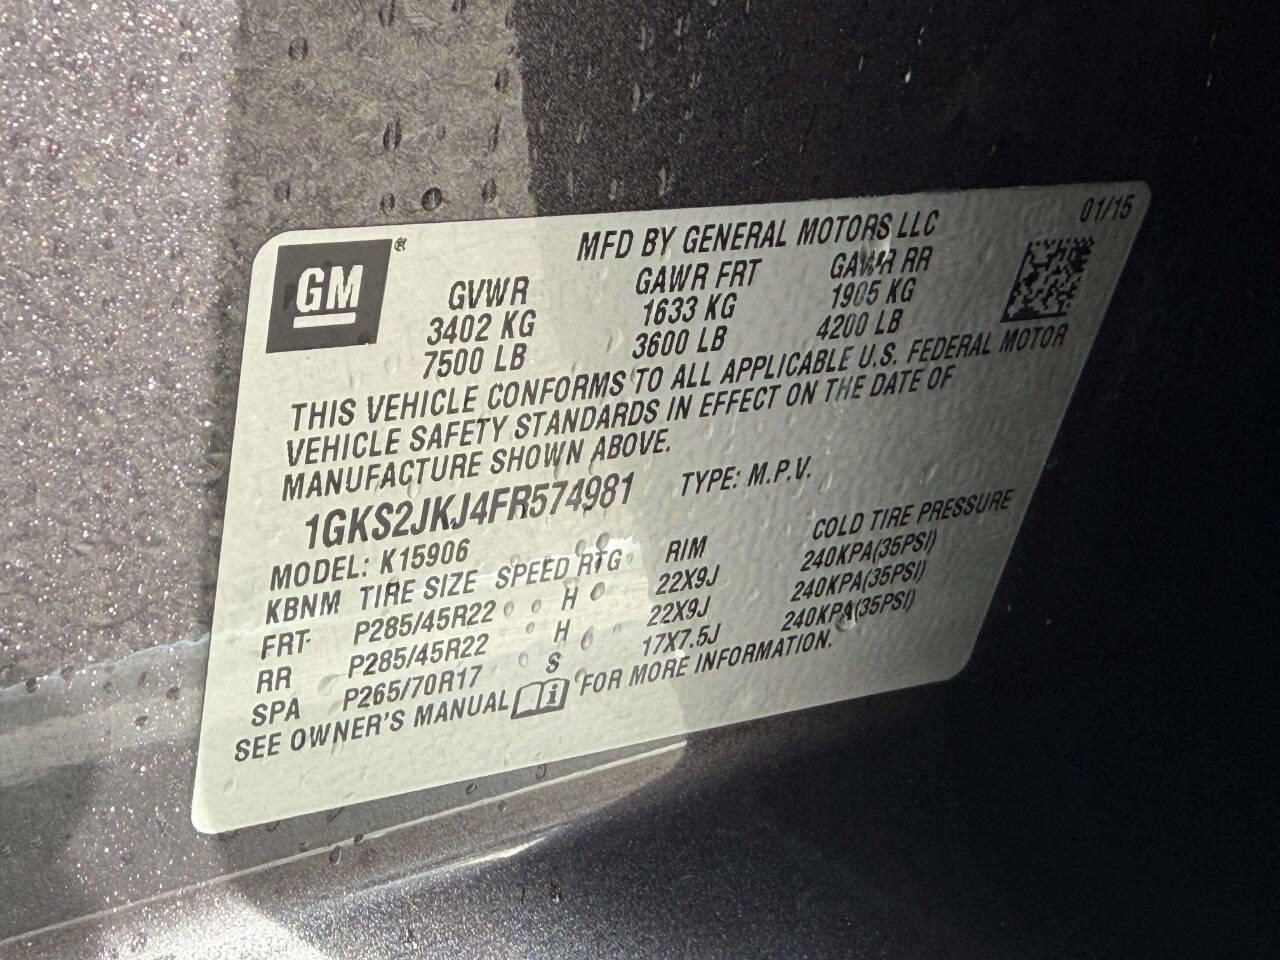 GM ®
MFD BY GENERAL MOTORS LLC 01/15
GVWR GAWR FRT GAWR RR
3402 KG 1633 KG 1905 KG
7500 LB 3600 LB 4200 LB
THIS VEHICLE CONFORMS TO ALL APPLICABLE U.S. FEDERAL MOTOR
VEHICLE SAFETY STANDARDS IN EFFECT ON THE DATE OF
MANUFACTURE SHOWN ABOVE.
1GKS2JKJ4FR574981 TYPE: M.P.V.
MODEL: K15906
KBNM TIRE SIZE SPEED RTG RIM COLD TIRE PRESSURE
FRT P285/45R22 H 22X9J 240KPA(35PSI)
RR P285/45R22 H 22X9J 240KPA(35PSI)
SPA P265/70R17 S 17X7.5J 240KPA(35PSI)
SEE OWNER'S MANUAL i FOR MORE INFORMATION.